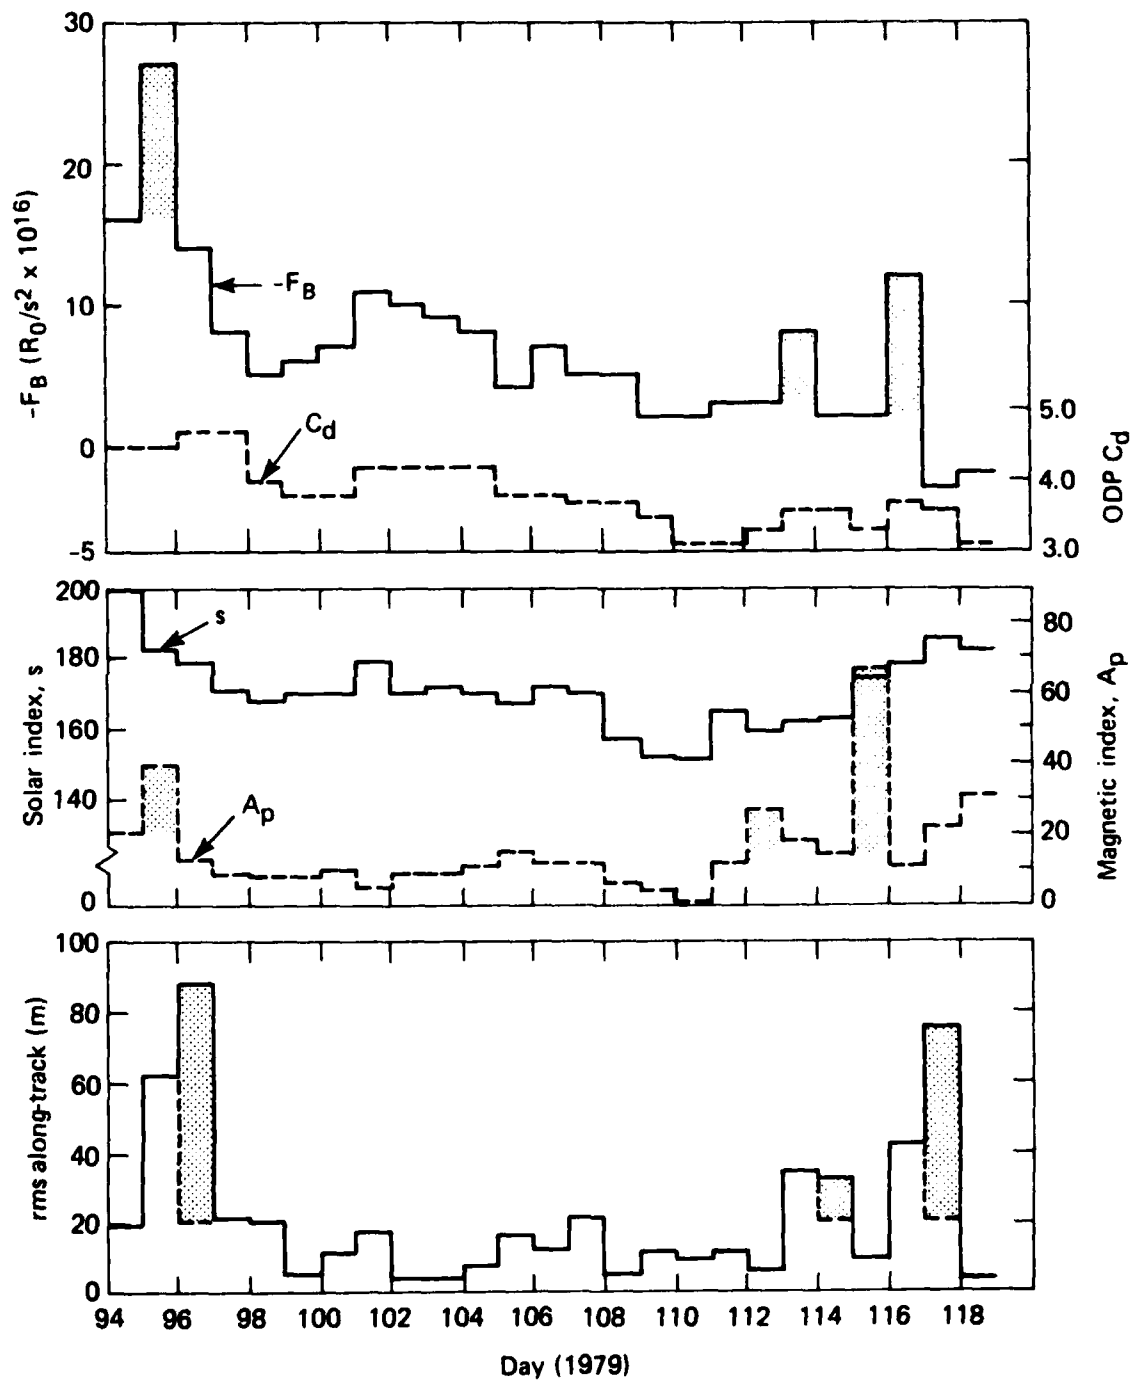 30
20
10
0
-5
-F_B (R_0/s^2 x 10^16)
-F_B
C_d
5.0
4.0
3.0
ODP C_d
200
180
160
140
0
Solar index, s
s
A_p
80
60
40
20
0
Magnetic index, A_p
100
80
60
40
20
0
rms along-track (m)
94 96 98 100 102 104 106 108 110 112 114 116 118
Day (1979)